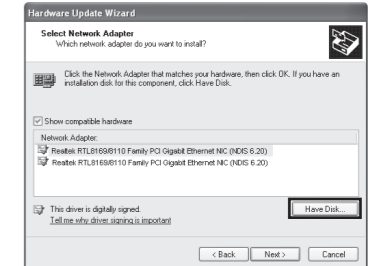 Hardware Update Wizard
Select Network Adapter
Which network adapter do you want to install?
Click the Network Adapter that matches your hardware, then click OK. If you have an
installation disk for this component, click Have Disk.
Show compatible hardware
Network Adapter:
Realtek RTL8169/8110 Family PCI Gigabit Ethernet NIC (NDIS 6.20)
Realtek RTL8169/8110 Family PCI Gigabit Ethernet NIC (NDIS 6.20)
This driver is digitally signed.
Have Disk...
Tell me why driver signing is important
< Back
Next >
Cancel